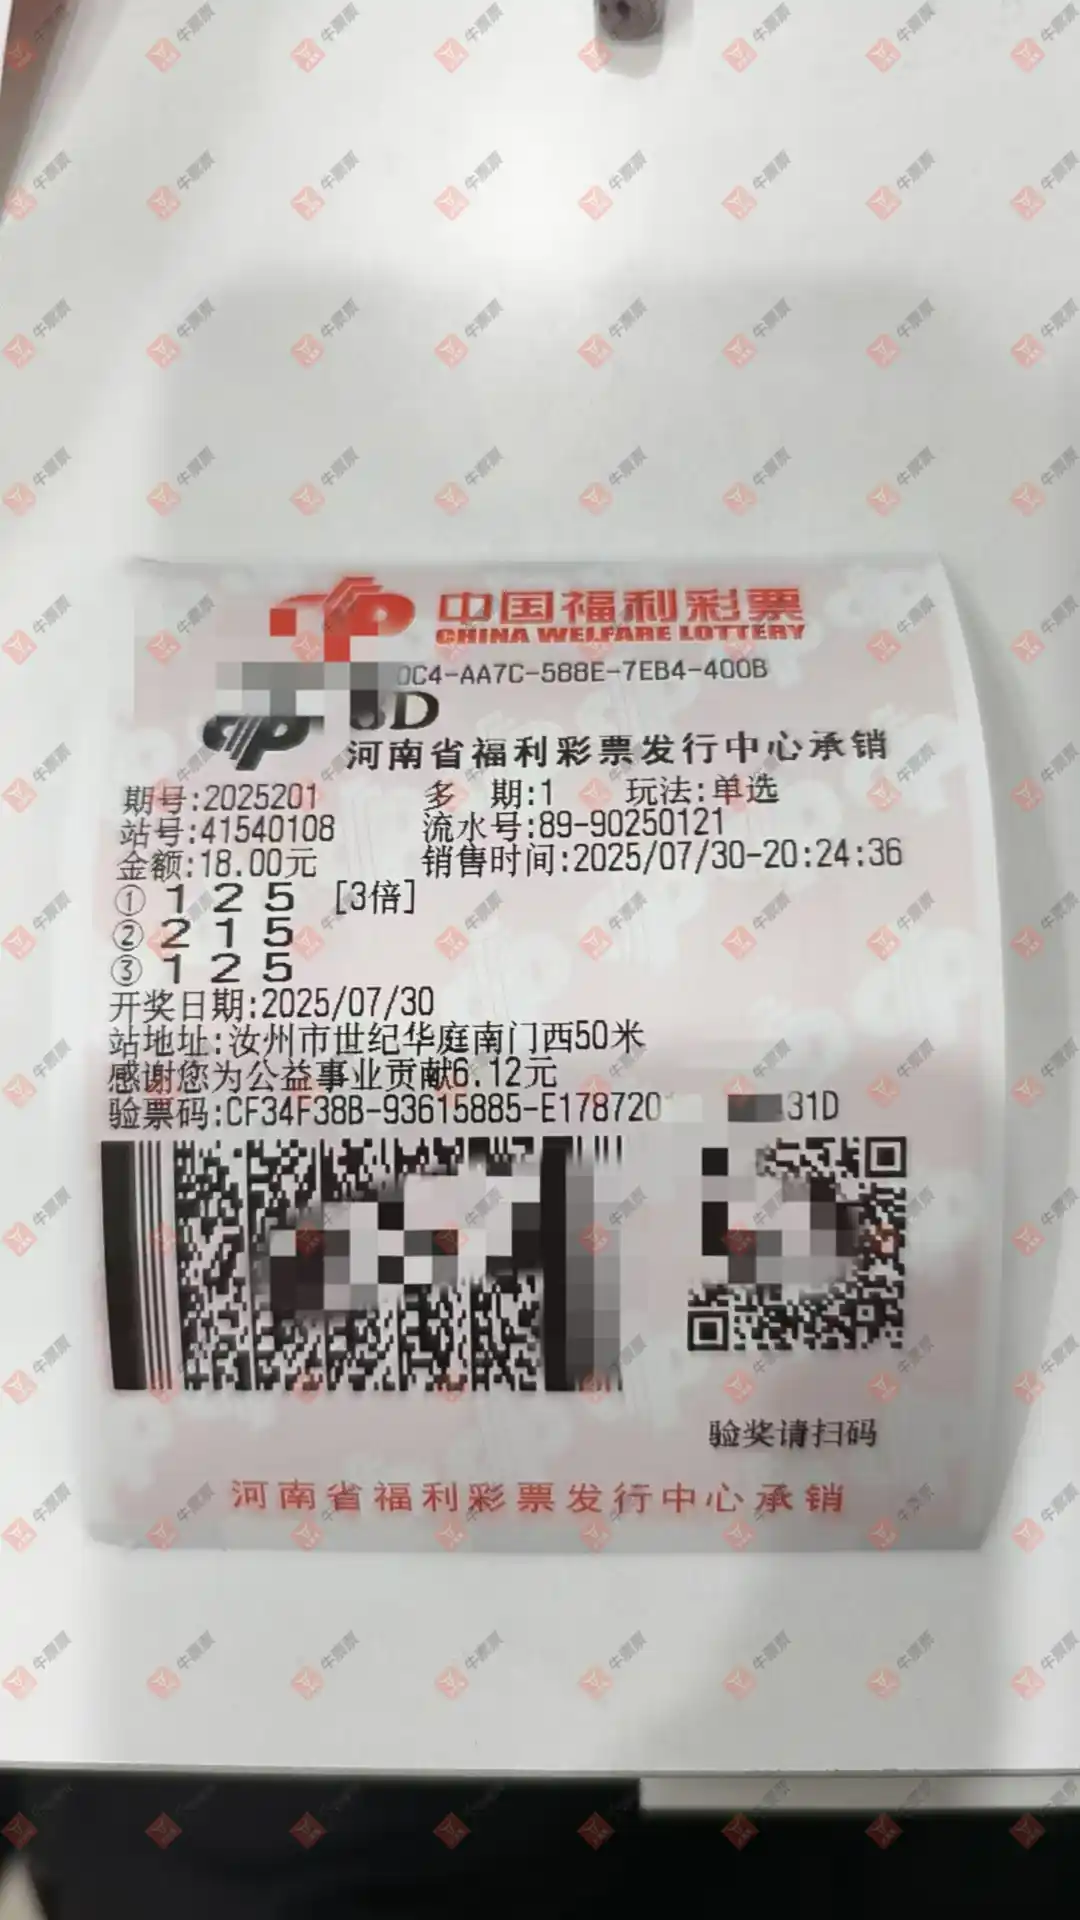 中国福利彩票
CHINA WELFARE LOTTERY
0C4-AA7C-588E-7EB4-400B
3D
河南省福利彩票发行中心承销
期号:2025201 多 期:1 玩法:单选
站号:41540108 流水号:89-90250121
金额:18.00元 销售时间:2025/07/30-20:24:36
① 1 2 5 [3倍]
② 2 1 5
③ 1 2 5
开奖日期:2025/07/30
站地址:汝州市世纪华庭南门西50米
感谢您为公益事业贡献6.12元
验票码:CF34F38B-93615885-E178720 31D
验奖请扫码
河南省福利彩票发行中心承销
牛票票